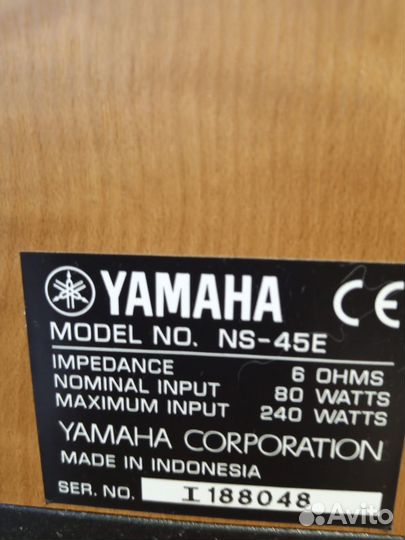 YAMAHA CE
MODEL NO. NS-45E
IMPEDANCE 6 OHMS
NOMINAL INPUT 80 WATTS
MAXIMUM INPUT 240 WATTS
YAMAHA CORPORATION
MADE IN INDONESIA
SER. NO. I 188048
Avito